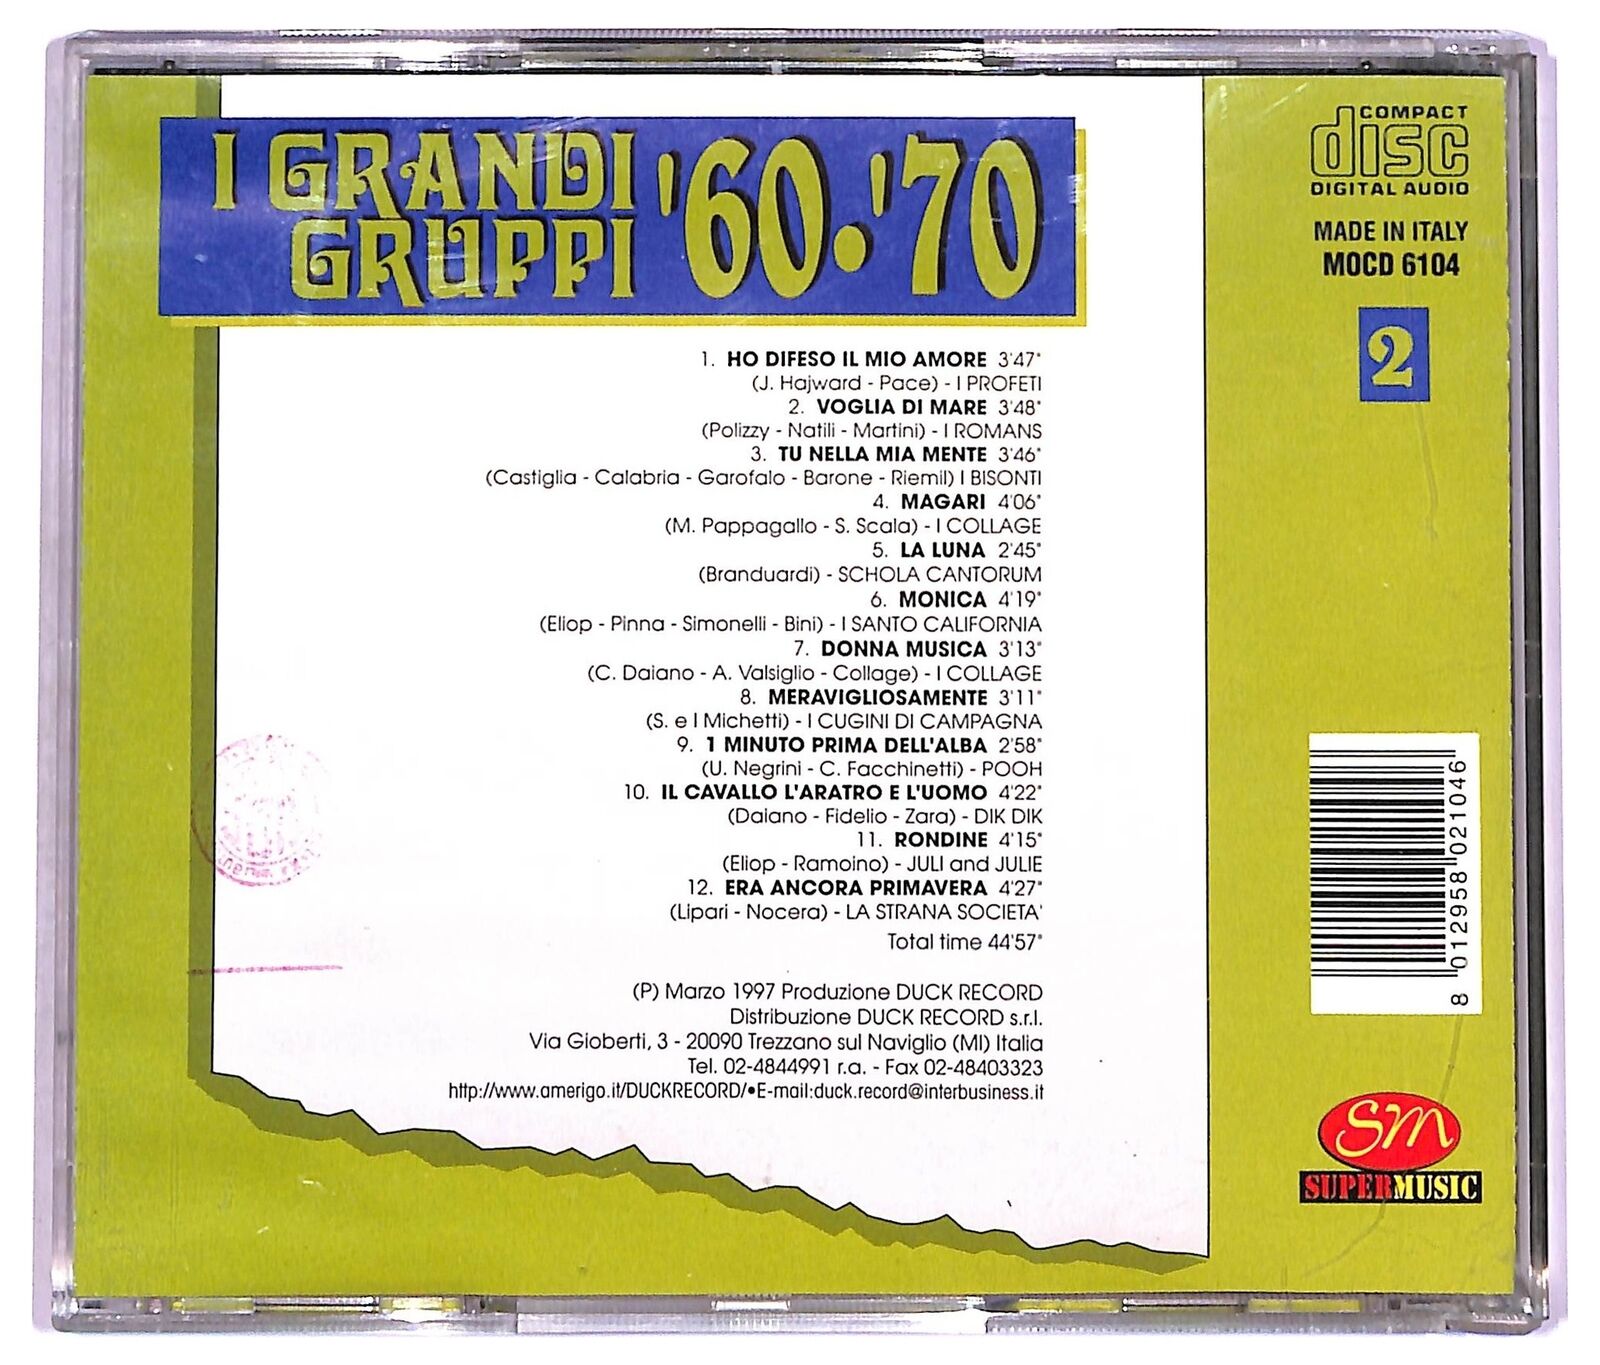 I GRANDI
GRUPPI '60•'70
COMPACT
disc
DIGITAL AUDIO
MADE IN ITALY
MOCD 6104
2
1. HO DIFESO IL MIO AMORE 3'47"
(J. Hajward - Pace) - I PROFETI
2. VOGLIA DI MARE 3'48"
(Polizzy - Natili - Martini) - I ROMANS
3. TU NELLA MIA MENTE 3'46"
(Castiglia - Calabria - Garofalo - Barone - Riemil) I BISONTI
4. MAGARI 4'06"
(M. Pappagallo - S. Scala) - I COLLAGE
5. LA LUNA 2'45"
(Branduardi) - SCHOLA CANTORUM
6. MONICA 4'19"
(Eliop - Pinna - Simonelli - Bini) - I SANTO CALIFORNIA
7. DONNA MUSICA 3'13"
(C. Daiano - A. Valsiglio - Collage) - I COLLAGE
8. MERAVIGLIOSAMENTE 3'11"
(S. e I Michetti) - I CUGINI DI CAMPAGNA
9. 1 MINUTO PRIMA DELL'ALBA 2'58"
(U. Negrini - C. Facchinetti) - POOH
10. IL CAVALLO L'ARATRO E L'UOMO 4'22"
(Daiano - Fidelio - Zara) - DIK DIK
11. RONDINE 4'15"
(Eliop - Ramoino) - JULI and JULIE
12. ERA ANCORA PRIMAVERA 4'27"
(Lipari - Nocera) - LA STRANA SOCIETA'
Total time 44'57"
(P) Marzo 1997 Produzione DUCK RECORD
Distribuzione DUCK RECORD s.r.l.
Via Gioberti, 3 - 20090 Trezzano sul Naviglio (MI) Italia
Tel. 02-4844991 r.a. - Fax 02-48403323
http://www.amerigo.it/DUCKRECORD/•E-mail:duck.record@interbusiness.it
8 012958 021046
SM
SUPERMUSIC